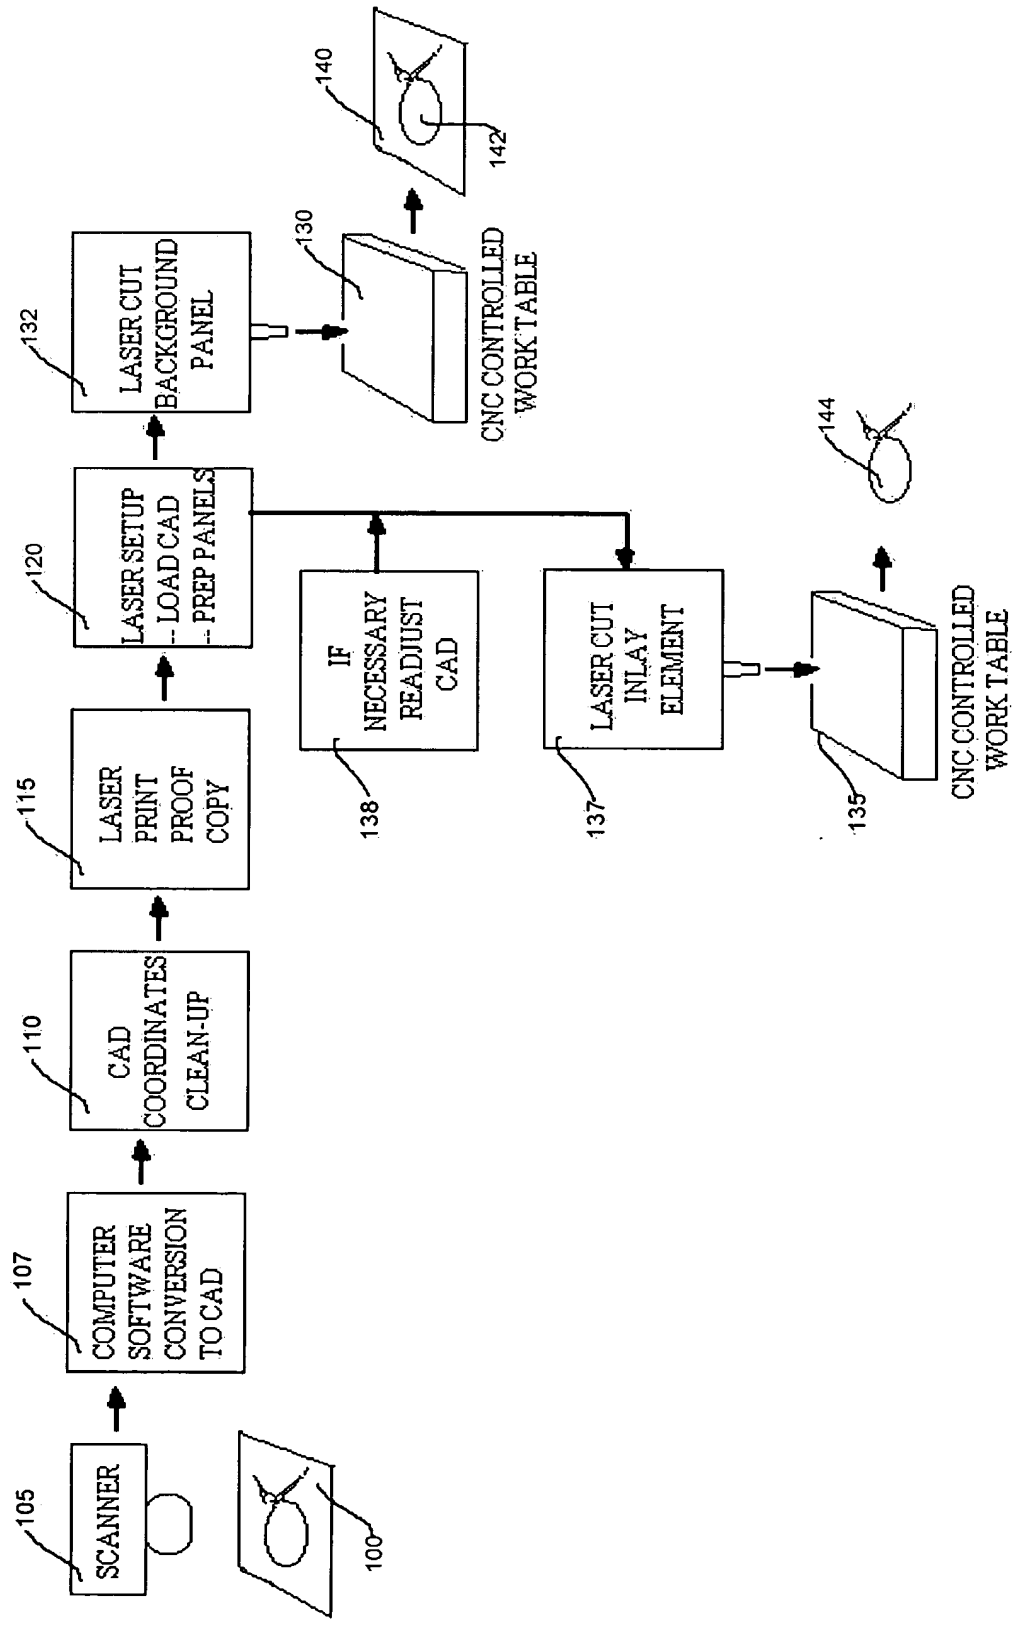 105
SCANNER
100
107
COMPUTER
SOFTWARE
CONVERSION
TO CAD
110
CAD
COORDINATES
CLEAN-UP
115
LASER
PRINT
PROOF
COPY
120
LASER SETUP
-- LOAD CAD
-- PREP PANELS
132
LASER CUT
BACKGROUND
PANEL
130
CNC CONTROLLED
WORK TABLE
140
142
138
IF
NECESSARY
READJUST
CAD
137
LASER CUT
INLAY
ELEMENT
135
CNC CONTROLLED
WORK TABLE
144